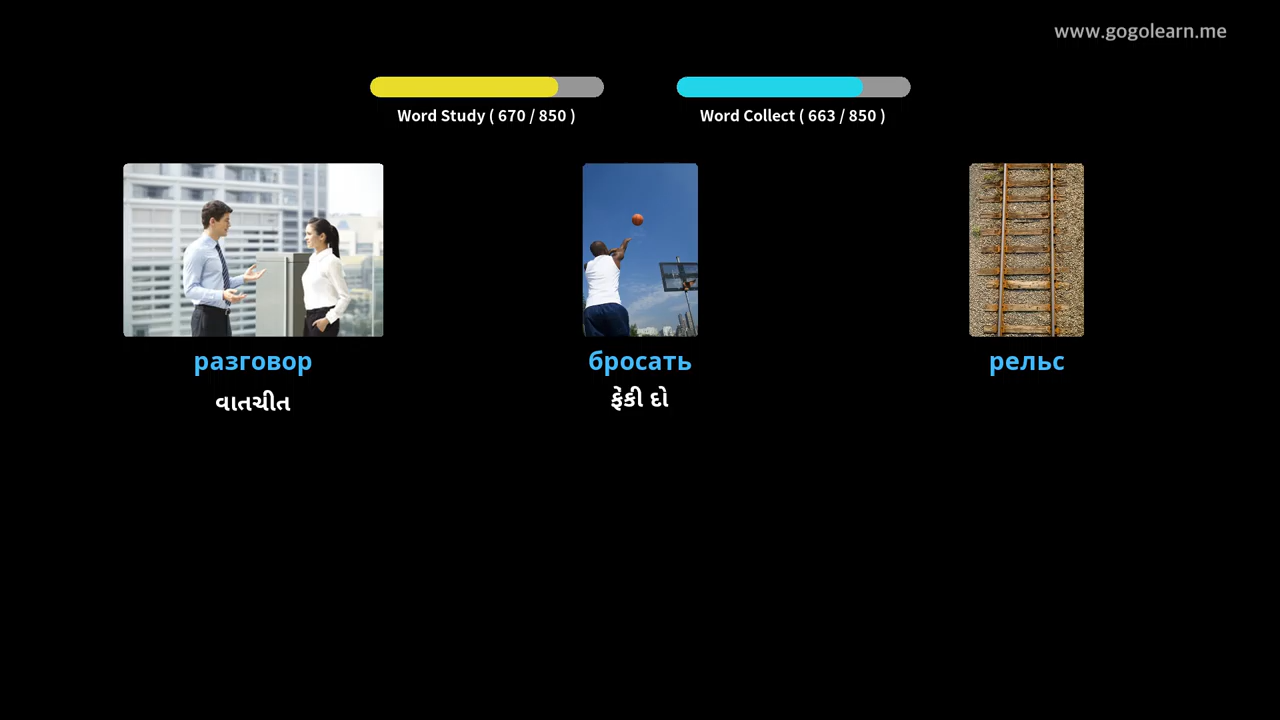 www.gogolearn.me
Word Study ( 670 / 850 )
Word Collect ( 663 / 850 )
разговор
бросать
рельс
વાતચીત
ફેંકી દો